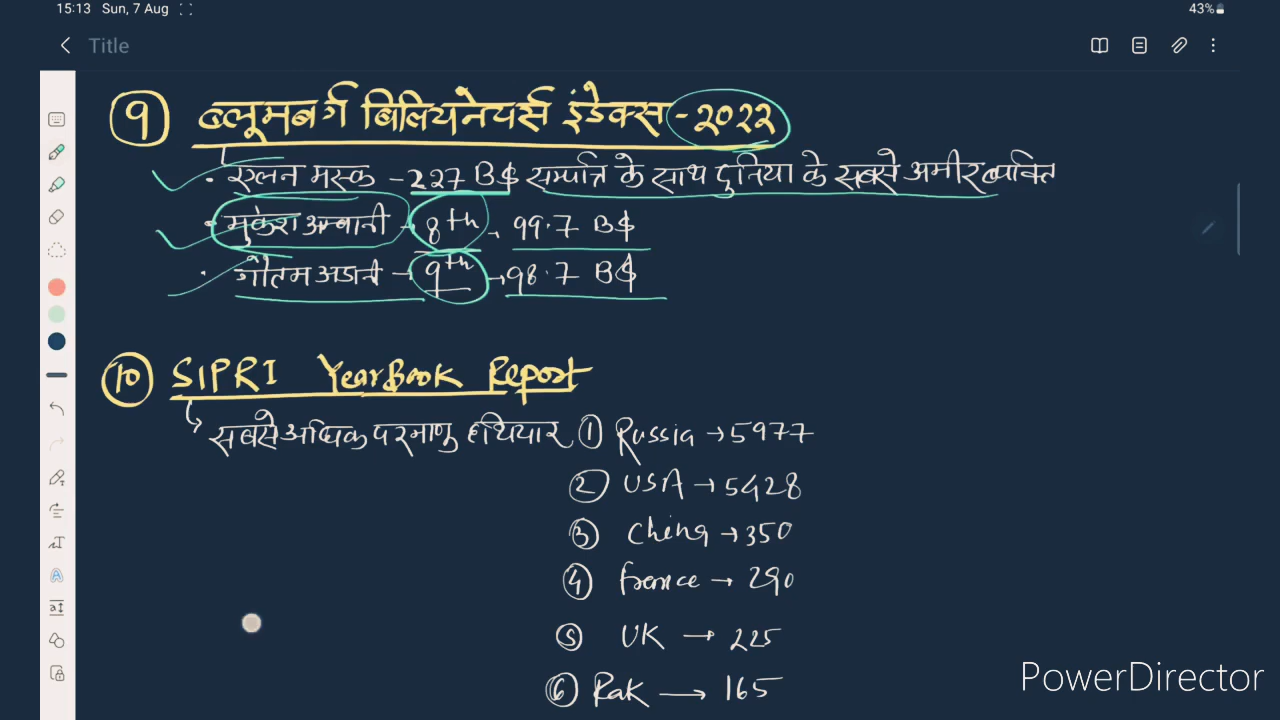 15:13 Sun, 7 Aug
43%
Title
9 ब्लूमबर्ग बिलियनेयर्स इंडेक्स - 2022
• एलन मस्क - 227 B$ सम्पत्ति के साथ दुनिया के सबसे अमीर व्यक्ति
• मुकेश अम्बानी - 8th → 99.7 B$
• गौतम अडानी → 9th → 98.7 B$
10 SIPRI YearBook Report
सबसे अधिक परमाणु हथियार 1 Russia → 5977
2 USA → 5428
3 China → 350
4 france → 290
5 UK → 225
6 Pak → 165
PowerDirector